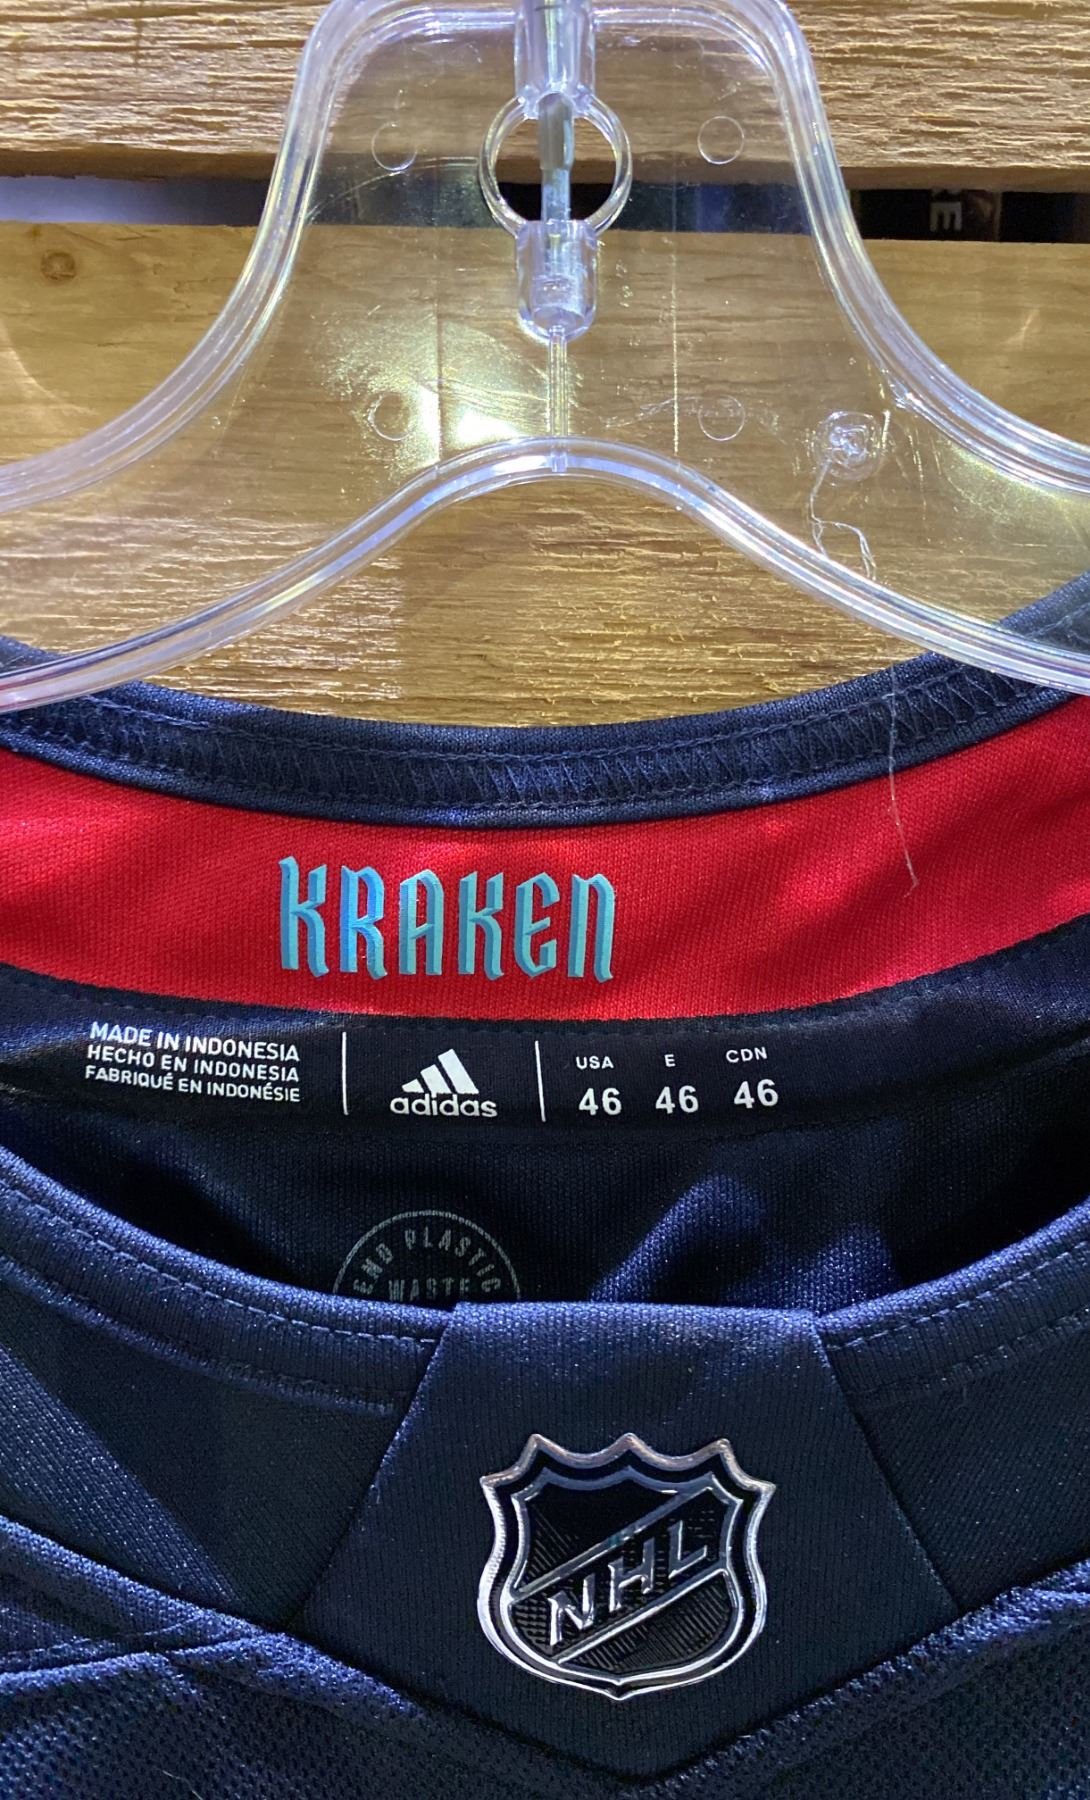 E
KRAKEN
MADE IN INDONESIA
HECHO EN INDONESIA
FABRIQUÉ EN INDONÉSIE
adidas
USA E CDN
46 46 46
END PLASTIC
WASTE
NHL